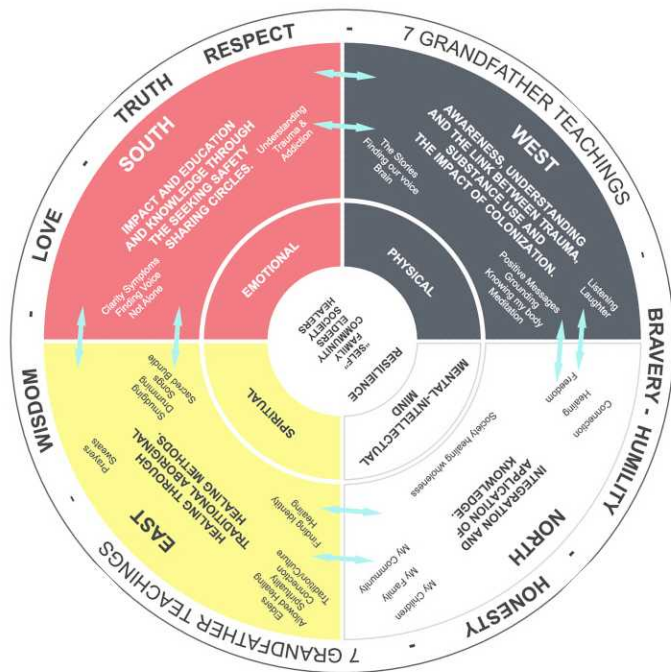 7 GRANDFATHER TEACHINGS
BRAVERY - HUMILITY - HONESTY -
7 GRANDFATHER TEACHINGS
- WISDOM - LOVE - TRUTH - RESPECT -
SOUTH
IMPACT AND EDUCATION
AND KNOWLEDGE THROUGH
THE SEEKING SAFETY
SHARING CIRCLES.
Understanding
Trauma &
Addiction
Clarity Symptoms
Finding Voice
Not Alone
EMOTIONAL
WEST
AWARENESS, UNDERSTANDING
AND THE LINK BETWEEN TRAUMA,
SUBSTANCE USE AND
THE IMPACT OF COLONIZATION.
The Stories
Finding our voice
Brain
Listening
Laughter
Positive Messages
Grounding
Knowing my body
Meditation
PHYSICAL
NORTH
INTEGRATION AND
APPLICATION OF
KNOWLEDGE.
Connection
Healing
Freedom
Society healing wholeness
My Children
My Family
My Community
MENTAL-INTELLECTUAL
MIND
EAST
HEALING THROUGH
TRADITIONAL ABORIGINAL
HEALING METHODS.
Prayers
Sweats
Smudging
Drumming
Songs
Sacred Bundle
Finding Identity
Healing
Elders
Allowed Healing
Spirituality
Connection
Tradition/Culture
SPIRITUAL
RESILIENCE
"SELF"
FAMILY
COMMUNITY
ELDERS
SOCIETY
HEALERS